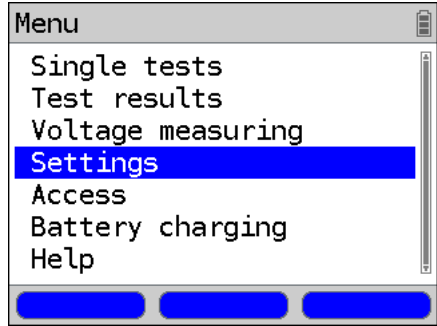 Menu
Single tests
Test results
Voltage measuring
Settings
Access
Battery charging
Help